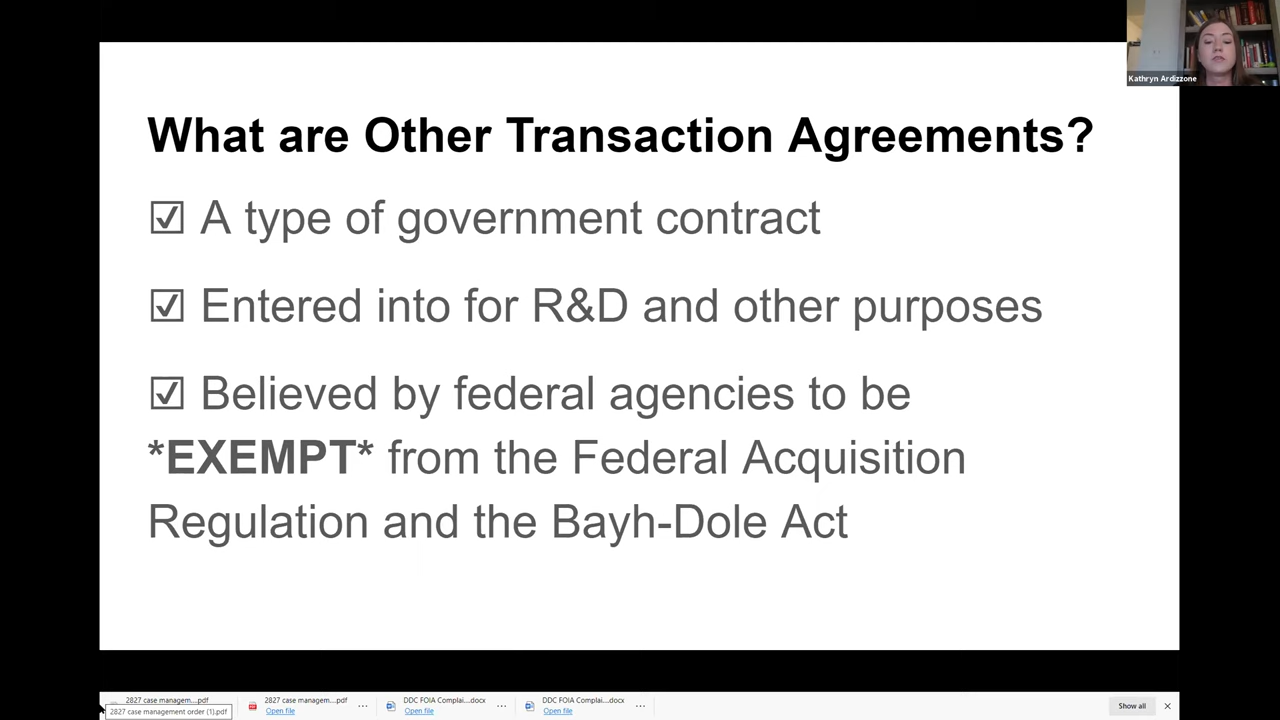 Kathryn Ardizzone
What are Other Transaction Agreements?
☑ A type of government contract
☑ Entered into for R&D and other purposes
☑ Believed by federal agencies to be
*EXEMPT* from the Federal Acquisition
Regulation and the Bayh-Dole Act
2827 case managem....pdf
2827 case management order (1).pdf
2827 case managem....pdf
Open file
DDC FOIA Complai....docx
Open file
DDC FOIA Complai....docx
Open file
Show all